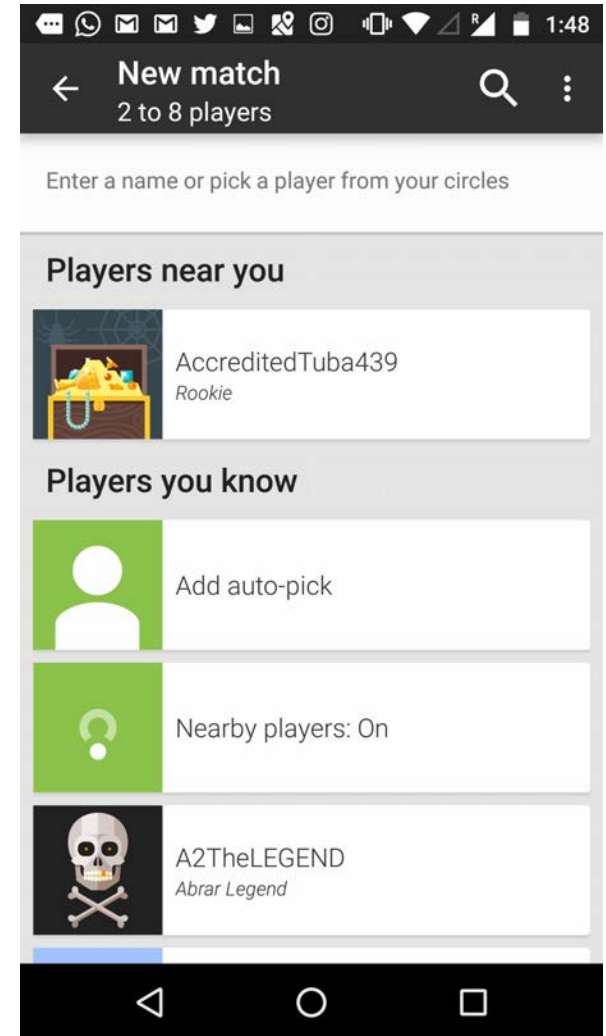 R
1:48
New match
2 to 8 players
Enter a name or pick a player from your circles
Players near you
AccreditedTuba439
Rookie
Players you know
Add auto-pick
Nearby players: On
A2TheLEGEND
Abrar Legend